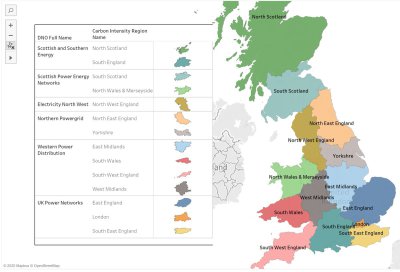 DNO Full Name
Carbon Intensity Region
Name
Scottish and Southern
Energy
North Scotland
South England
Scottish Power Energy
Networks
South Scotland
North Wales & Merseyside
Electricity North West
North West England
Northern Powergrid
North East England
Yorkshire
Western Power
Distribution
East Midlands
South Wales
South West England
West Midlands
UK Power Networks
East England
London
South East England
North Scotland
South Scotland
North East England
North West England
Yorkshire
North Wales & Merseyside
East Midlands
West Midlands
East England
South Wales
London
South England
South East England
South West England
land
© 2020 Mapbox © OpenStreetMap